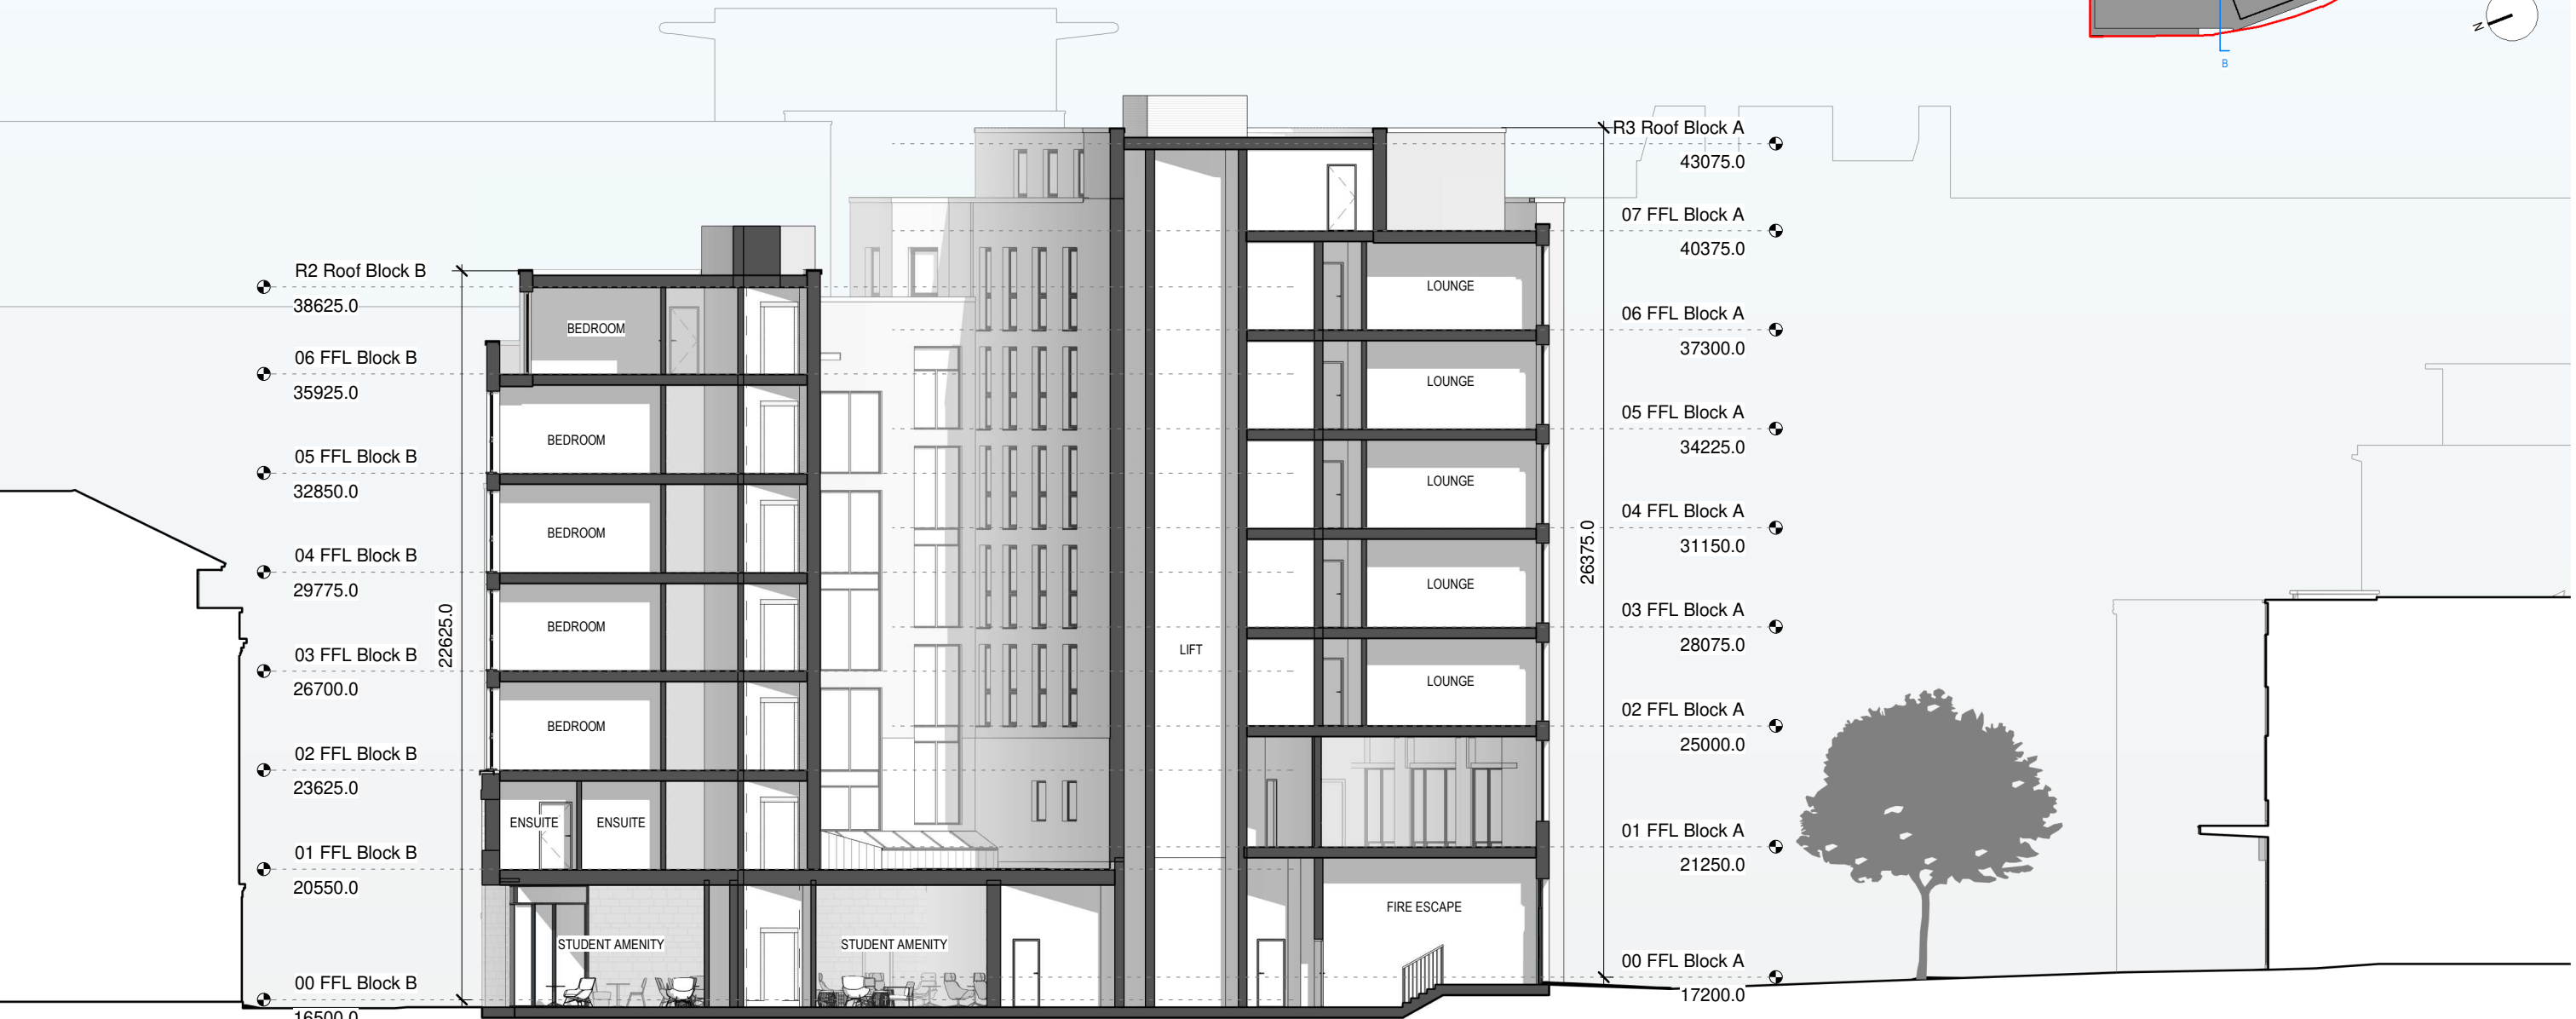 N
B
R3 Roof Block A
43075.0
07 FFL Block A
40375.0
R2 Roof Block B
38625.0
LOUNGE
06 FFL Block A
37300.0
BEDROOM
06 FFL Block B
35925.0
LOUNGE
05 FFL Block A
34225.0
BEDROOM
05 FFL Block B
32850.0
LOUNGE
04 FFL Block A
31150.0
BEDROOM
04 FFL Block B
29775.0
26375.0
LOUNGE
03 FFL Block A
28075.0
22625.0
BEDROOM
03 FFL Block B
26700.0
LIFT
LOUNGE
02 FFL Block A
25000.0
BEDROOM
02 FFL Block B
23625.0
ENSUITE
ENSUITE
01 FFL Block A
21250.0
01 FFL Block B
20550.0
FIRE ESCAPE
STUDENT AMENITY
STUDENT AMENITY
00 FFL Block A
17200.0
00 FFL Block B
16500.0